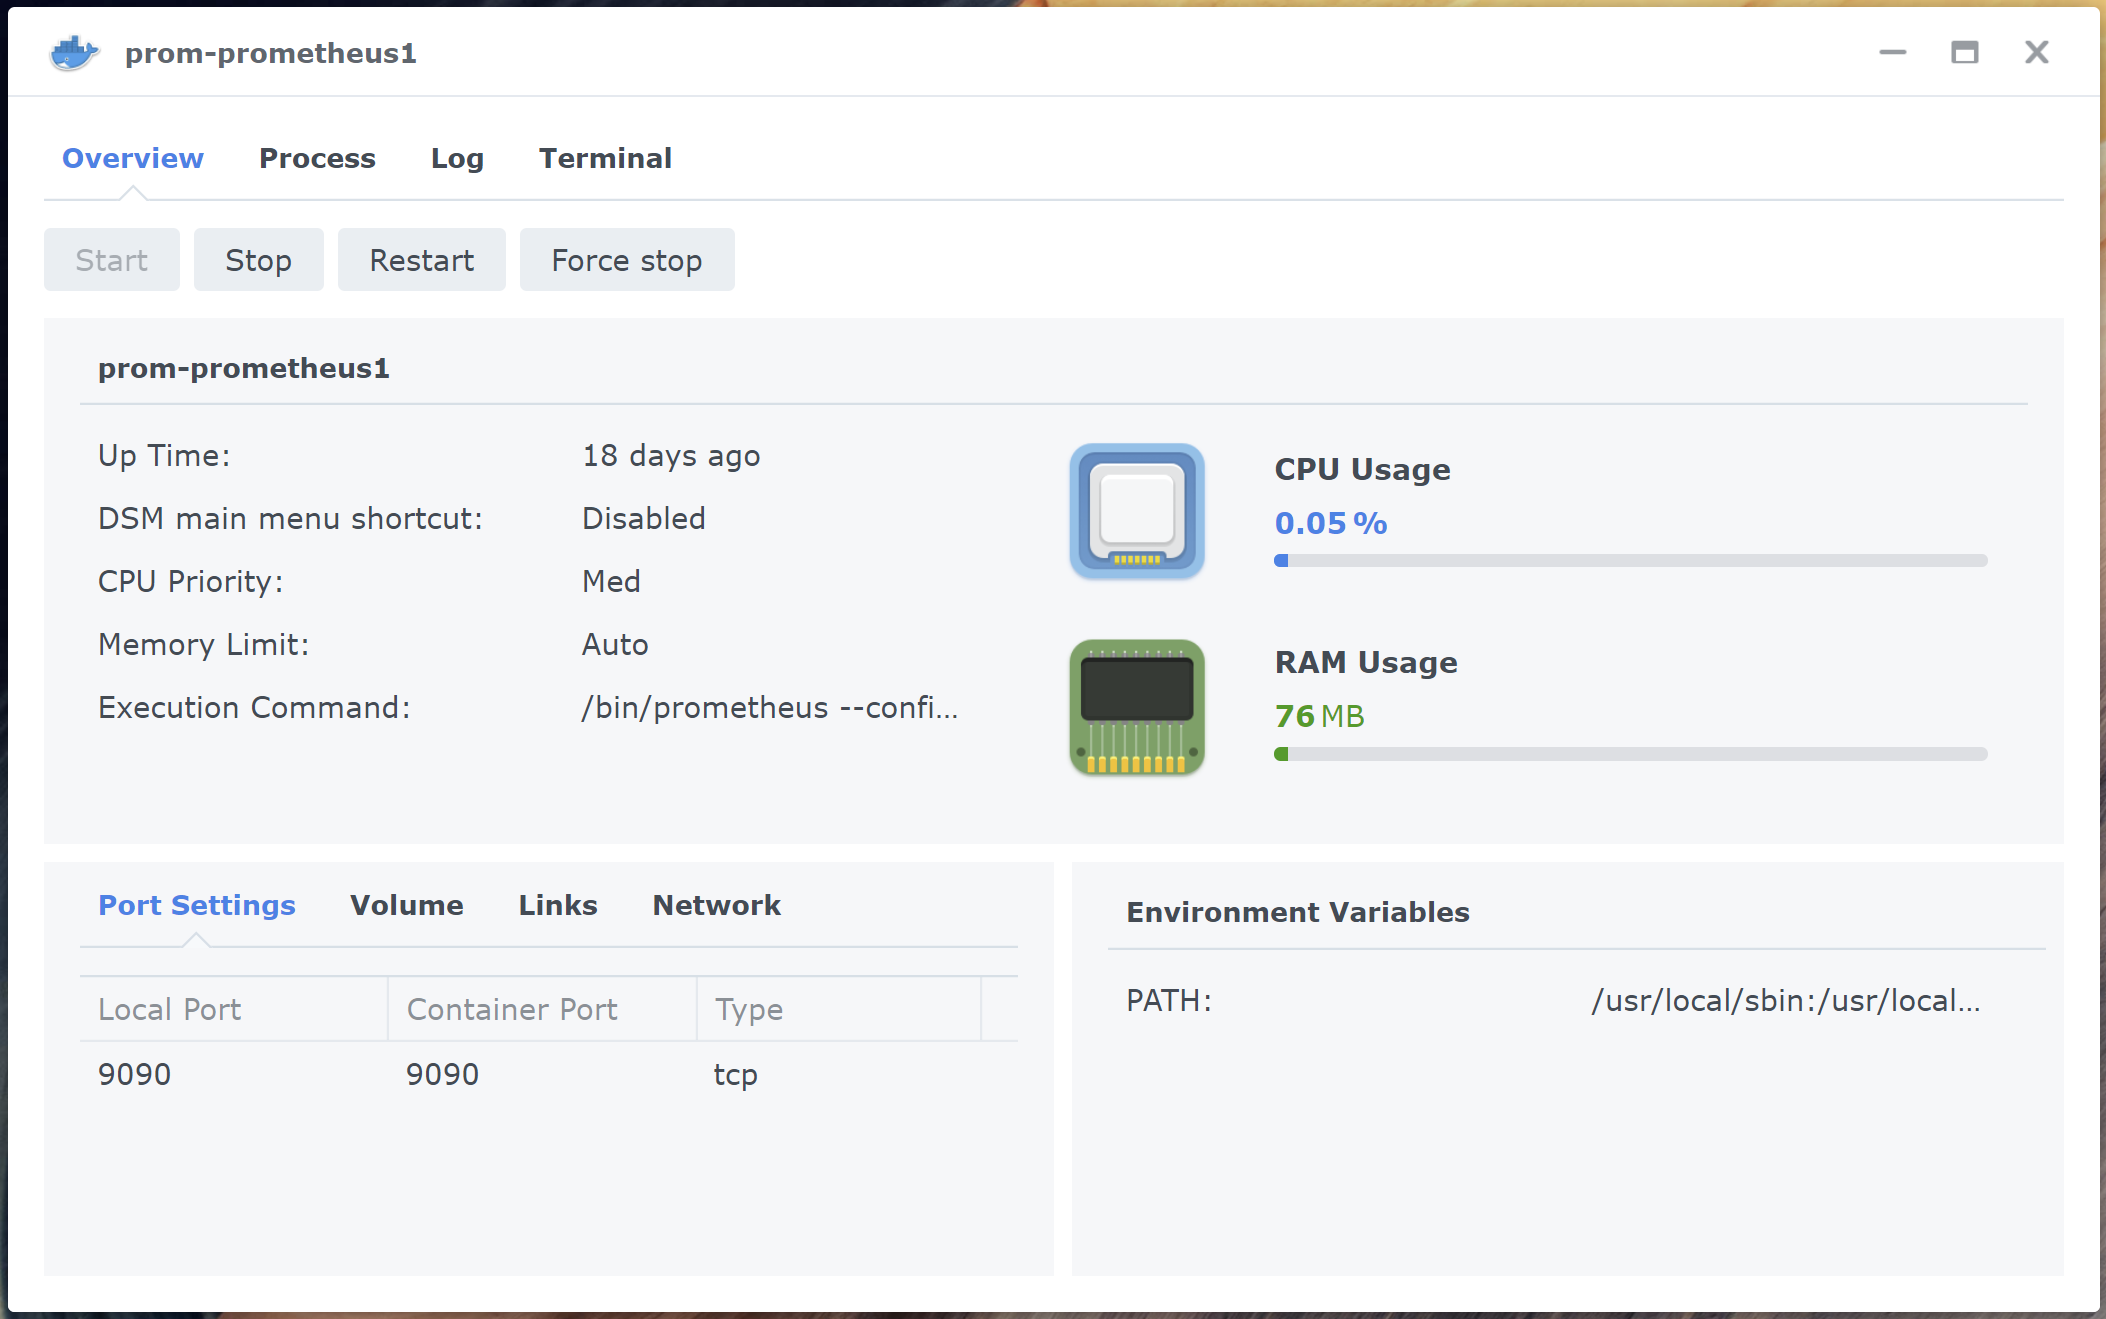 prom-prometheus1
Overview Process Log Terminal
Start Stop Restart Force stop
prom-prometheus1
Up Time: 18 days ago
DSM main menu shortcut: Disabled
CPU Priority: Med
Memory Limit: Auto
Execution Command: /bin/prometheus --confi...
CPU Usage
0.05 %
RAM Usage
76 MB
Port Settings Volume Links Network
Local Port Container Port Type
9090 9090 tcp
Environment Variables
PATH: /usr/local/sbin:/usr/local...